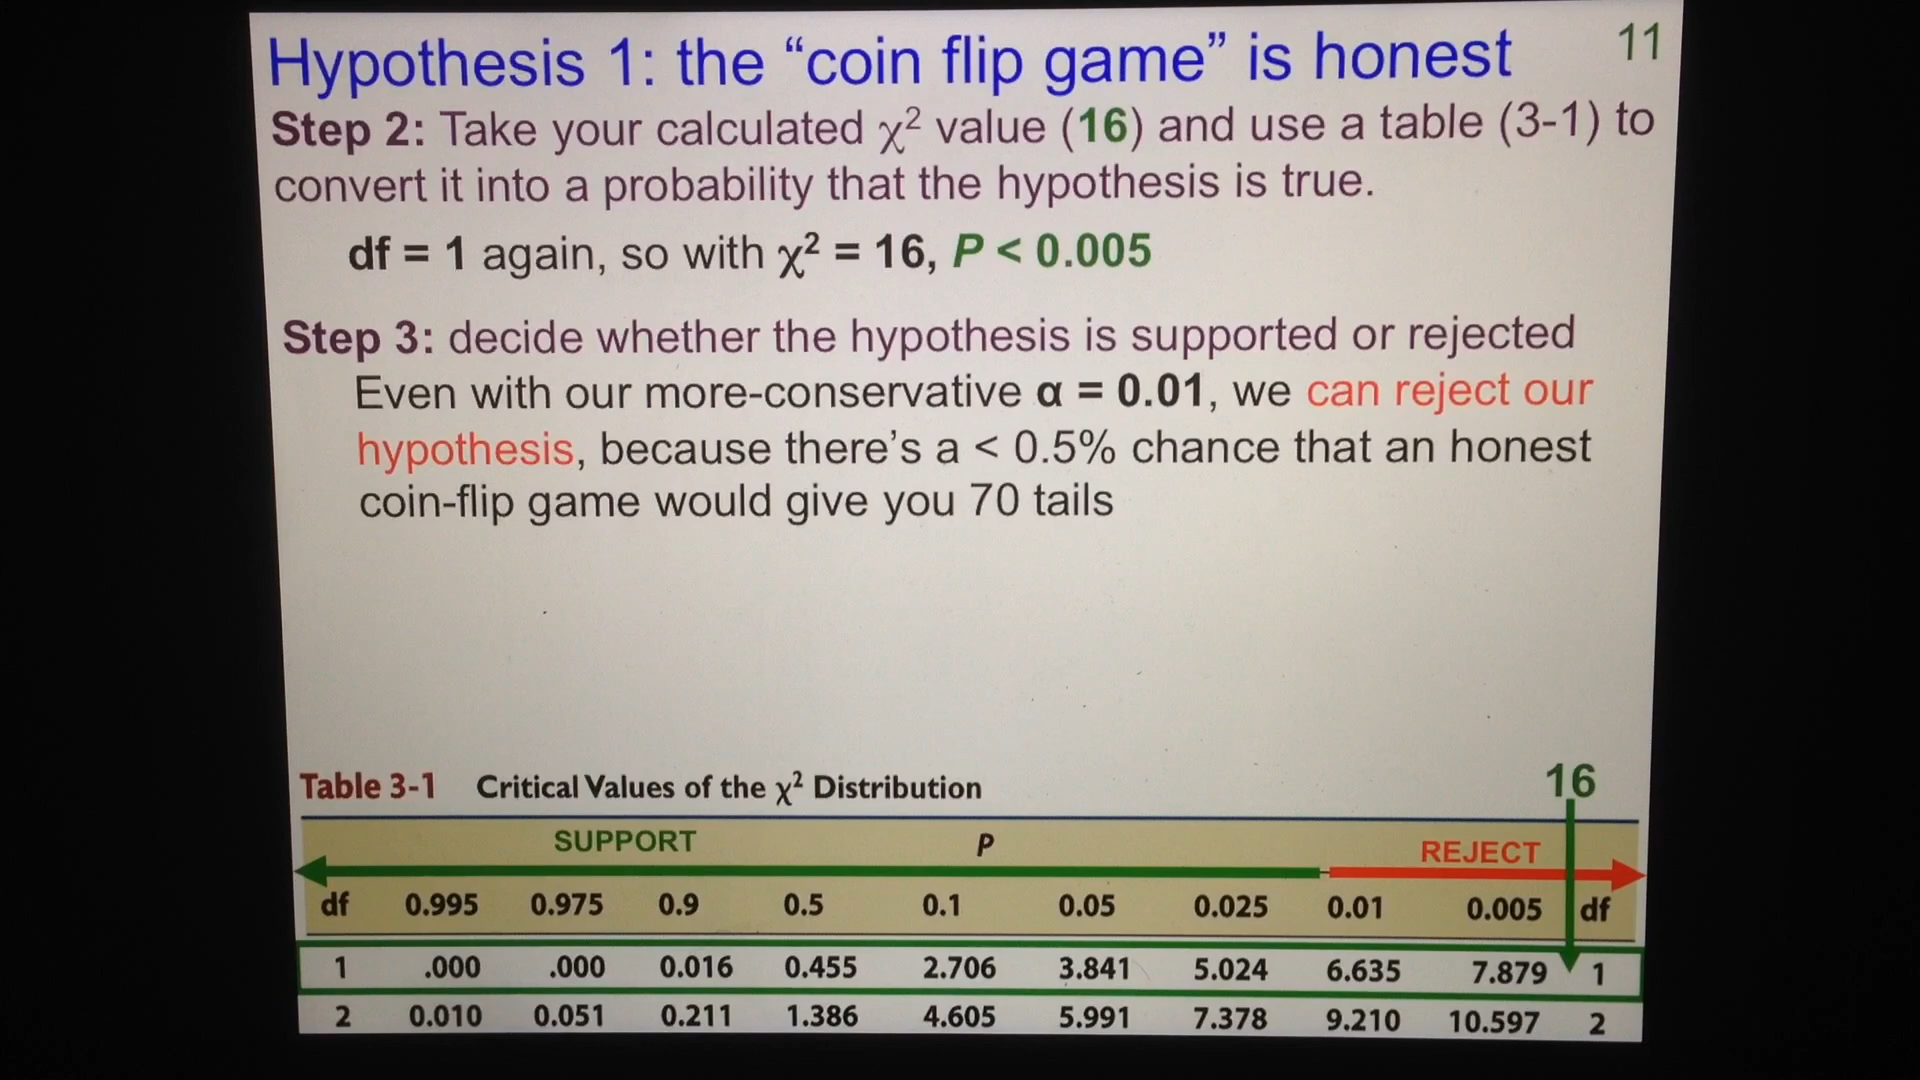 Hypothesis 1: the “coin flip game” is honest 11
Step 2: Take your calculated χ² value (16) and use a table (3-1) to
convert it into a probability that the hypothesis is true.
df = 1 again, so with χ² = 16, P < 0.005
Step 3: decide whether the hypothesis is supported or rejected
Even with our more-conservative α = 0.01, we can reject our
hypothesis, because there’s a < 0.5% chance that an honest
coin-flip game would give you 70 tails
Table 3-1 Critical Values of the χ² Distribution 16
SUPPORT P REJECT
df 0.995 0.975 0.9 0.5 0.1 0.05 0.025 0.01 0.005 df
1 .000 .000 0.016 0.455 2.706 3.841 5.024 6.635 7.879 1
2 0.010 0.051 0.211 1.386 4.605 5.991 7.378 9.210 10.597 2